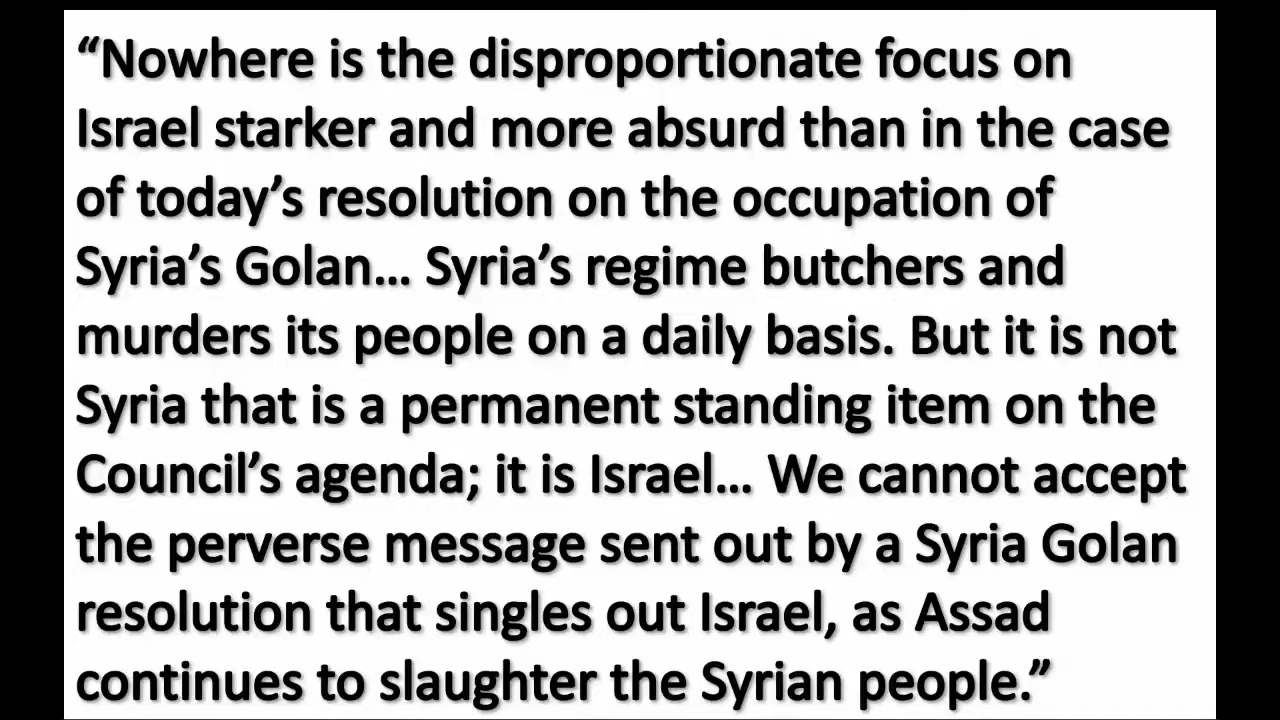 “Nowhere is the disproportionate focus on
Israel starker and more absurd than in the case
of today’s resolution on the occupation of
Syria’s Golan… Syria’s regime butchers and
murders its people on a daily basis. But it is not
Syria that is a permanent standing item on the
Council’s agenda; it is Israel… We cannot accept
the perverse message sent out by a Syria Golan
resolution that singles out Israel, as Assad
continues to slaughter the Syrian people.”